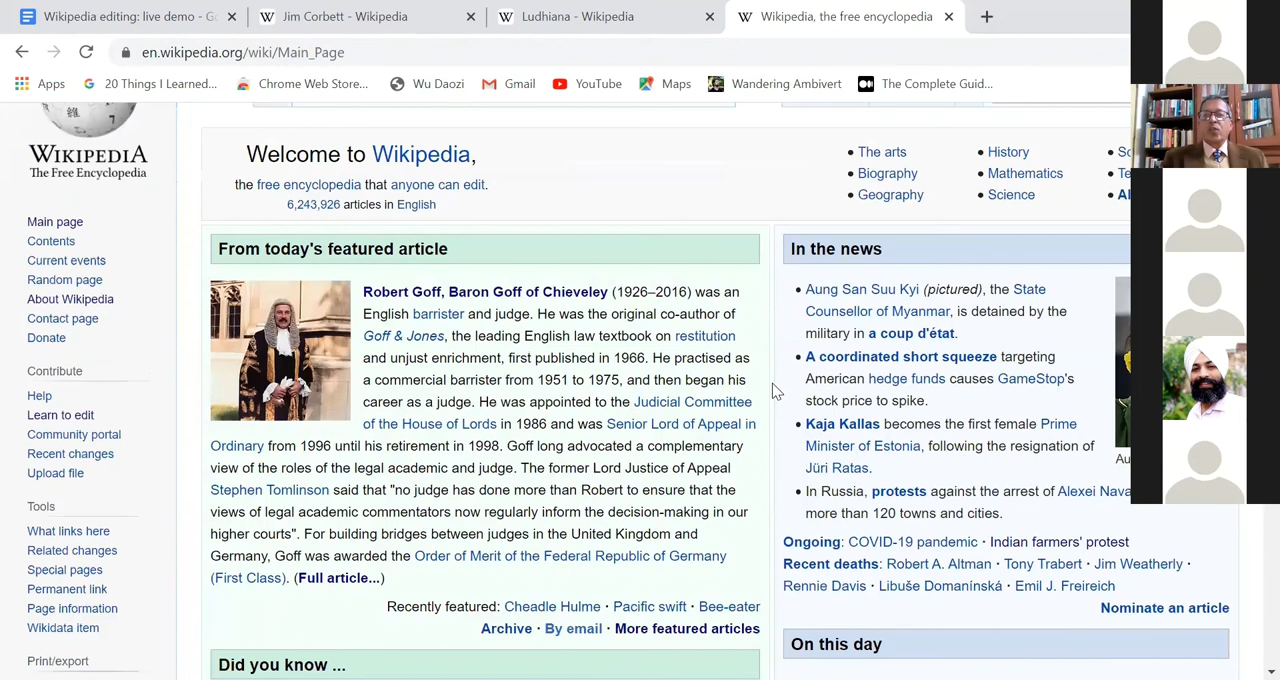 Wikipedia editing: live demo - Go
Jim Corbett - Wikipedia
Ludhiana - Wikipedia
Wikipedia, the free encyclopedia
en.wikipedia.org/wiki/Main_Page
Apps
20 Things I Learned...
Chrome Web Store...
Wu Daozi
Gmail
YouTube
Maps
Wandering Ambivert
The Complete Guid...
WIKIPEDIA
The Free Encyclopedia
Main page
Contents
Current events
Random page
About Wikipedia
Contact page
Donate
Contribute
Help
Learn to edit
Community portal
Recent changes
Upload file
Tools
What links here
Related changes
Special pages
Permanent link
Page information
Wikidata item
Print/export
Welcome to Wikipedia,
the free encyclopedia that anyone can edit.
6,243,926 articles in English
• The arts
• Biography
• Geography
• History
• Mathematics
• Science
• Sc
• Te
• Al
From today's featured article
Robert Goff, Baron Goff of Chieveley (1926–2016) was an
English barrister and judge. He was the original co-author of
Goff & Jones, the leading English law textbook on restitution
and unjust enrichment, first published in 1966. He practised as
a commercial barrister from 1951 to 1975, and then began his
career as a judge. He was appointed to the Judicial Committee
of the House of Lords in 1986 and was Senior Lord of Appeal in
Ordinary from 1996 until his retirement in 1998. Goff long advocated a complementary
view of the roles of the legal academic and judge. The former Lord Justice of Appeal
Stephen Tomlinson said that "no judge has done more than Robert to ensure that the
views of legal academic commentators now regularly inform the decision-making in our
higher courts". For building bridges between judges in the United Kingdom and
Germany, Goff was awarded the Order of Merit of the Federal Republic of Germany
(First Class). (Full article...)
Recently featured: Cheadle Hulme · Pacific swift · Bee-eater
Archive · By email · More featured articles
Did you know ...
In the news
• Aung San Suu Kyi (pictured), the State
Counsellor of Myanmar, is detained by the
military in a coup d'état.
• A coordinated short squeeze targeting
American hedge funds causes GameStop's
stock price to spike.
• Kaja Kallas becomes the first female Prime
Minister of Estonia, following the resignation of
Jüri Ratas.
• In Russia, protests against the arrest of Alexei Nava
more than 120 towns and cities.
Au
Ongoing: COVID-19 pandemic · Indian farmers' protest
Recent deaths: Robert A. Altman · Tony Trabert · Jim Weatherly ·
Rennie Davis · Libuše Domanínská · Emil J. Freireich
Nominate an article
On this day